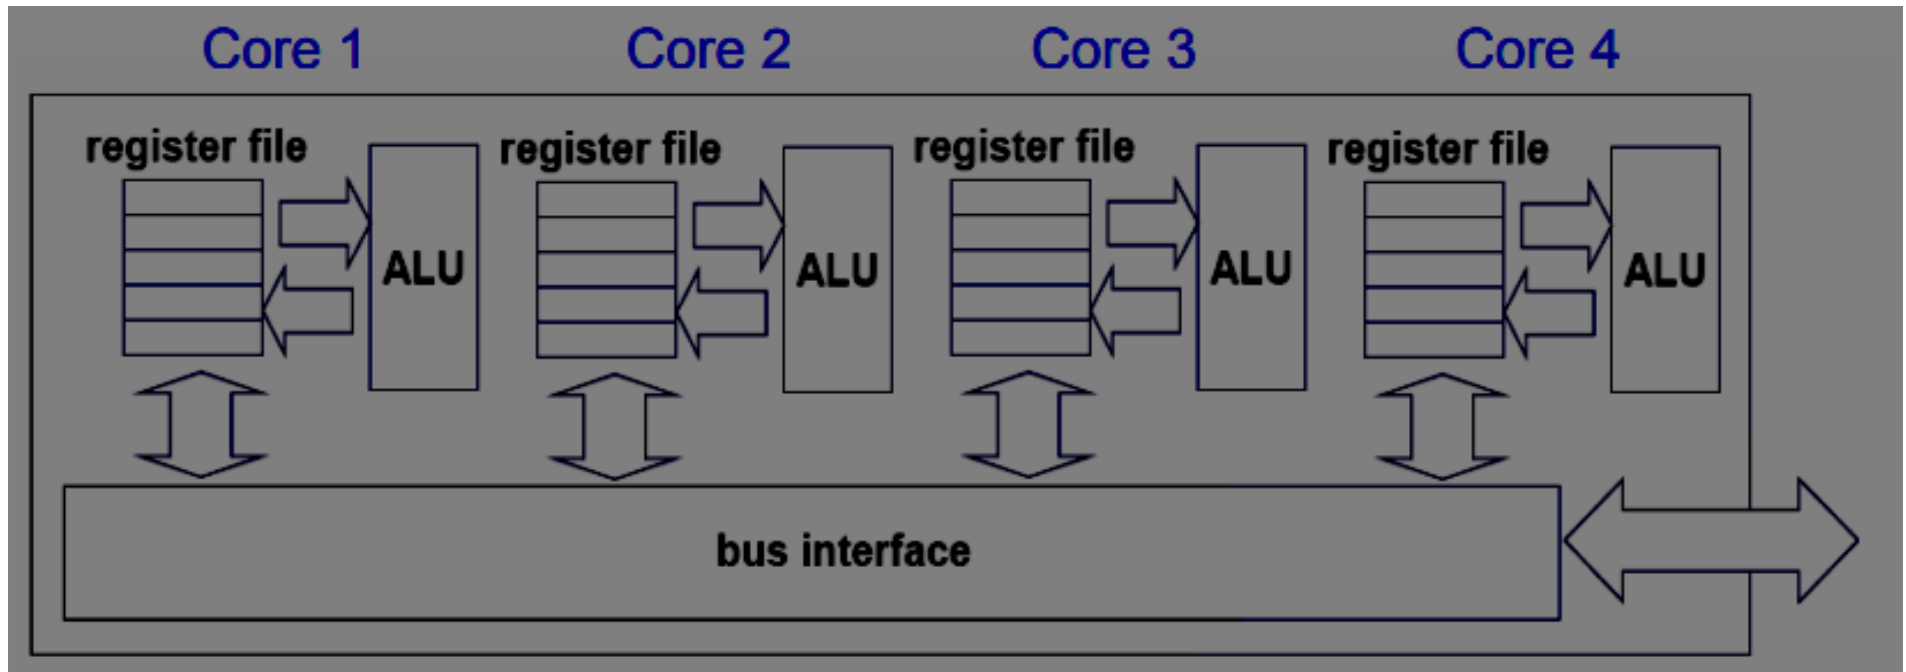 Core 1
Core 2
Core 3
Core 4
register file
register file
register file
register file
ALU
ALU
ALU
ALU
bus interface